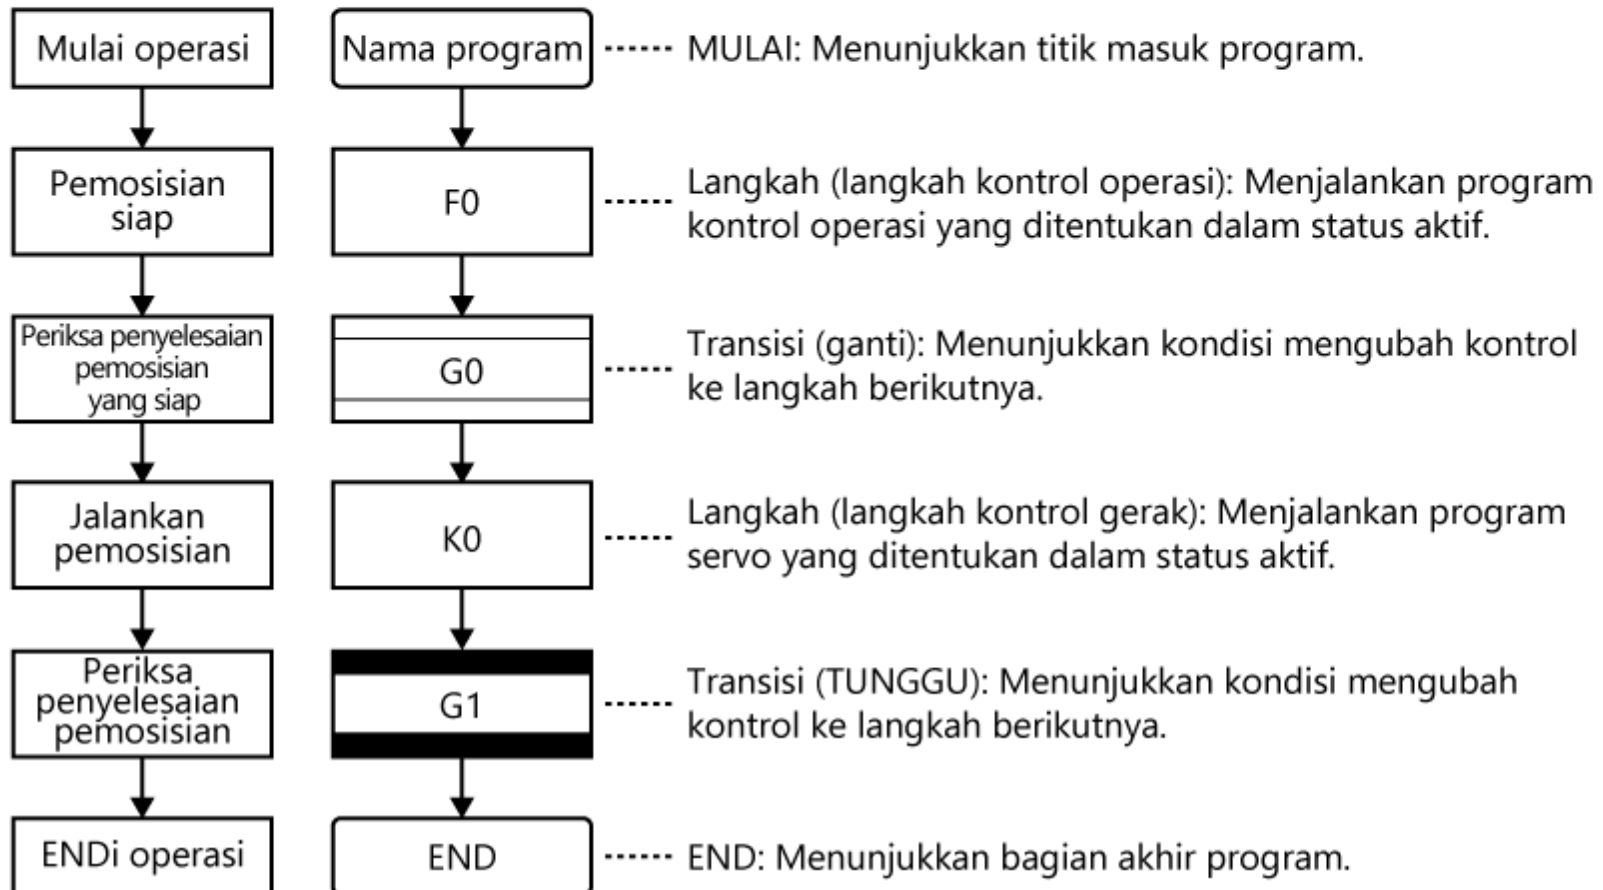 Mulai operasi
Nama program
MULAI: Menunjukkan titik masuk program.
Pemosisian
siap
F0
Langkah (langkah kontrol operasi): Menjalankan program
kontrol operasi yang ditentukan dalam status aktif.
Periksa penyelesaian
pemosisian
yang siap
G0
Transisi (ganti): Menunjukkan kondisi mengubah kontrol
ke langkah berikutnya.
Jalankan
pemosisian
K0
Langkah (langkah kontrol gerak): Menjalankan program
servo yang ditentukan dalam status aktif.
Periksa
penyelesaian
pemosisian
G1
Transisi (TUNGGU): Menunjukkan kondisi mengubah
kontrol ke langkah berikutnya.
ENDi operasi
END
END: Menunjukkan bagian akhir program.